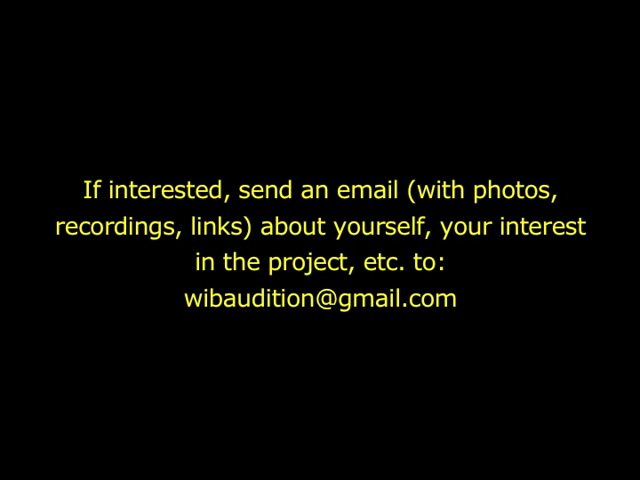 If interested, send an email (with photos,
recordings, links) about yourself, your interest
in the project, etc. to:
wibaudition@gmail.com